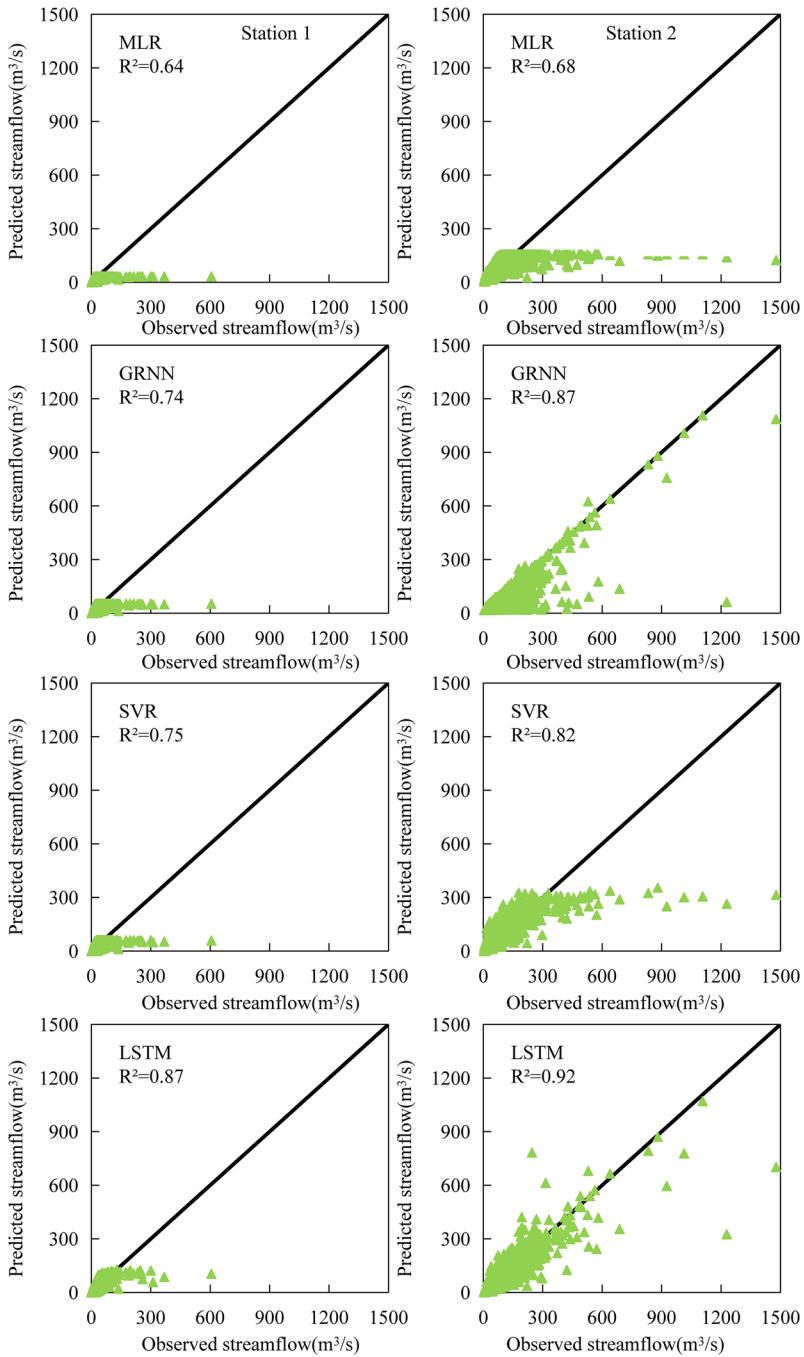 Station 1
MLR
R²=0.64
Predicted streamflow(m³/s)
1500
1200
900
600
300
0
0 300 600 900 1200 1500
Observed streamflow(m³/s)
Station 2
MLR
R²=0.68
Predicted streamflow(m³/s)
1500
1200
900
600
300
0
0 300 600 900 1200 1500
Observed streamflow(m³/s)
GRNN
R²=0.74
Predicted streamflow(m³/s)
1500
1200
900
600
300
0
0 300 600 900 1200 1500
Observed streamflow(m³/s)
GRNN
R²=0.87
Predicted streamflow(m³/s)
1500
1200
900
600
300
0
0 300 600 900 1200 1500
Observed streamflow(m³/s)
SVR
R²=0.75
Predicted streamflow(m³/s)
1500
1200
900
600
300
0
0 300 600 900 1200 1500
Observed streamflow(m³/s)
SVR
R²=0.82
Predicted streamflow(m³/s)
1500
1200
900
600
300
0
0 300 600 900 1200 1500
Observed streamflow(m³/s)
LSTM
R²=0.87
Predicted streamflow(m³/s)
1500
1200
900
600
300
0
0 300 600 900 1200 1500
Observed streamflow(m³/s)
LSTM
R²=0.92
Predicted streamflow(m³/s)
1500
1200
900
600
300
0
0 300 600 900 1200 1500
Observed streamflow(m³/s)